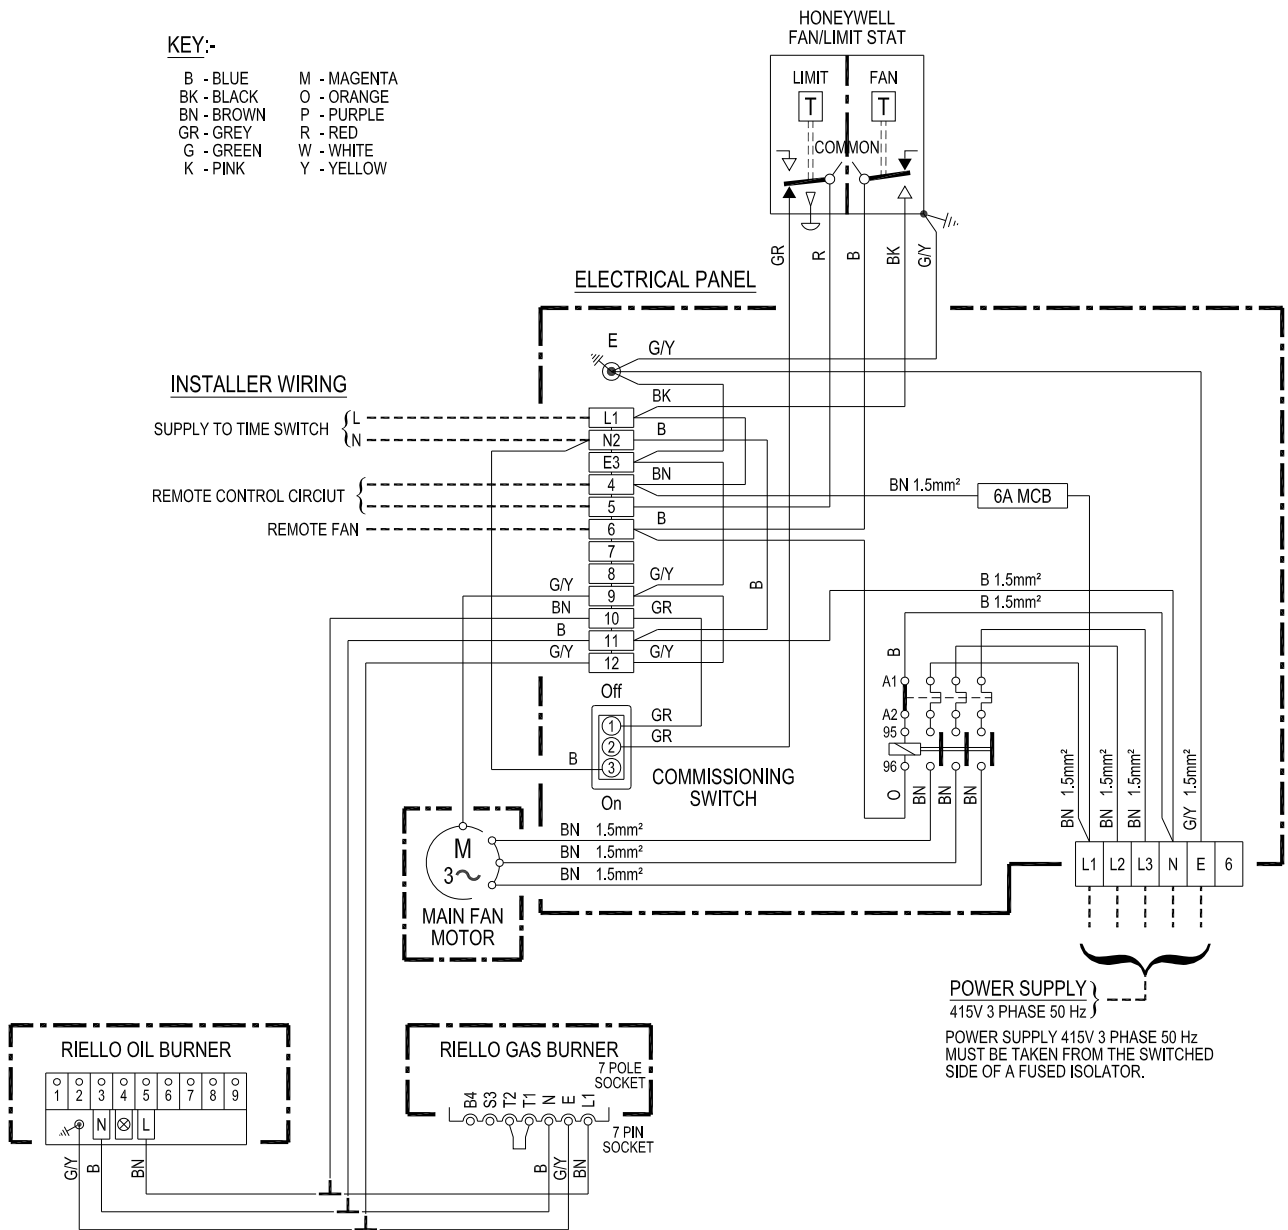 HONEYWELL
FAN/LIMIT STAT
KEY:-
B - BLUE
M - MAGENTA
BK - BLACK
O - ORANGE
BN - BROWN
P - PURPLE
GR - GREY
R - RED
G - GREEN
W - WHITE
K - PINK
Y - YELLOW
LIMIT
FAN
T
T
COMMON
GR
R
B
BK
G/Y
ELECTRICAL PANEL
E
G/Y
INSTALLER WIRING
BK
SUPPLY TO TIME SWITCH
L
N
L1
B
N2
E3
BN
REMOTE CONTROL CIRCIUT
4
BN 1.5mm²
6A MCB
5
B
REMOTE FAN
6
7
8
G/Y
G/Y
9
B
B 1.5mm²
BN
10
GR
B 1.5mm²
B
11
G/Y
12
G/Y
B
Off
A1
1
GR
A2
2
GR
95
B
3
96
COMMISSIONING
SWITCH
On
O
BN
BN
BN
BN 1.5mm²
BN 1.5mm²
BN 1.5mm²
G/Y 1.5mm²
BN 1.5mm²
BN 1.5mm²
BN 1.5mm²
M
3~
MAIN FAN
MOTOR
L1
L2
L3
N
E
6
POWER SUPPLY
415V 3 PHASE 50 Hz
POWER SUPPLY 415V 3 PHASE 50 Hz
MUST BE TAKEN FROM THE SWITCHED
SIDE OF A FUSED ISOLATOR.
RIELLO OIL BURNER
1 2 3 4 5 6 7 8 9
N
L
G/Y
B
BN
RIELLO GAS BURNER
7 POLE
SOCKET
B4
S3
T2
T1
N
E
L1
7 PIN
SOCKET
B
G/Y
BN